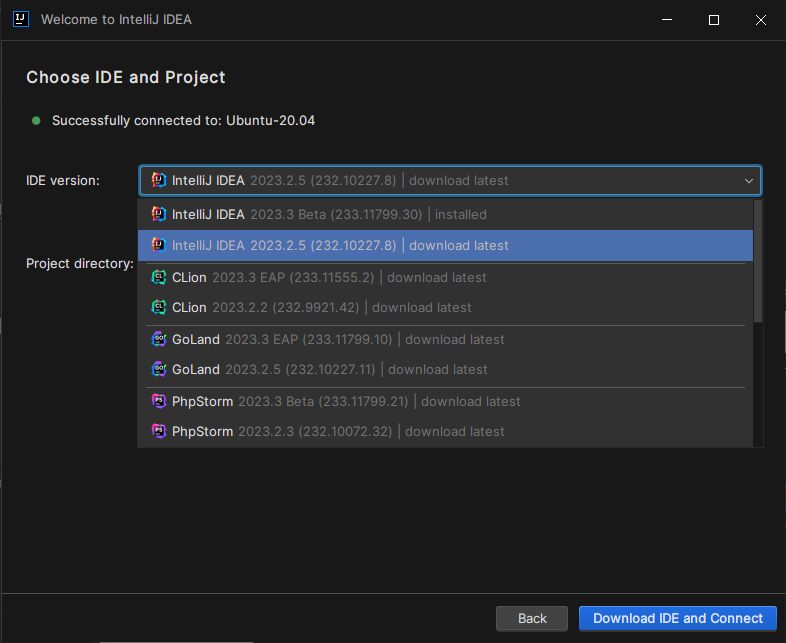 Welcome to IntelliJ IDEA
Choose IDE and Project
Successfully connected to: Ubuntu-20.04
IDE version: IntelliJ IDEA 2023.2.5 (232.10227.8) | download latest
IntelliJ IDEA 2023.3 Beta (233.11799.30) | installed
IntelliJ IDEA 2023.2.5 (232.10227.8) | download latest
Project directory:
CLion 2023.3 EAP (233.11555.2) | download latest
CLion 2023.2.2 (232.9921.42) | download latest
GoLand 2023.3 EAP (233.11799.10) | download latest
GoLand 2023.2.5 (232.10227.11) | download latest
PhpStorm 2023.3 Beta (233.11799.21) | download latest
PhpStorm 2023.2.3 (232.10072.32) | download latest
Back Download IDE and Connect